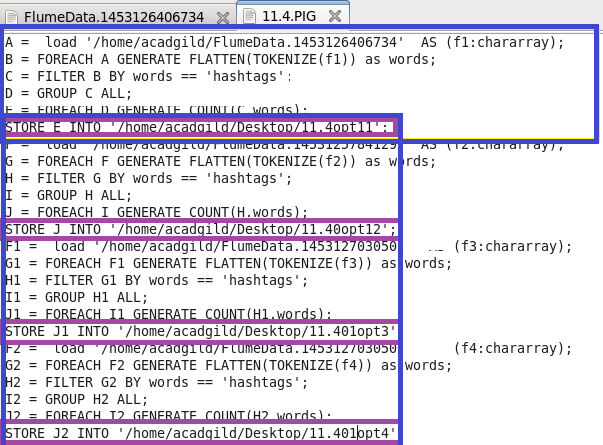 FlumeData.1453126406734
11.4.PIG
A =  load '/home/acadgild/FlumeData.1453126406734'  AS (f1:chararray);
B = FOREACH A GENERATE FLATTEN(TOKENIZE(f1)) as words;
C = FILTER B BY words == 'hashtags';
D = GROUP C ALL;
E = FOREACH D GENERATE COUNT(C.words);
STORE E INTO '/home/acadgild/Desktop/11.4opt11';
load '/home/acadgild/FlumeData.1453125784129 AS (f2:chararray);
G = FOREACH F GENERATE FLATTEN(TOKENIZE(f2)) as words;
H = FILTER G BY words == 'hashtags';
I = GROUP H ALL;
J = FOREACH I GENERATE COUNT(H.words);
STORE J INTO '/home/acadgild/Desktop/11.40opt12';
F1 =  load '/home/acadgild/FlumeData.145312703050 (f3:chararray);
G1 = FOREACH F1 GENERATE FLATTEN(TOKENIZE(f3)) as words;
H1 = FILTER G1 BY words == 'hashtags';
I1 = GROUP H1 ALL;
J1 = FOREACH I1 GENERATE COUNT(H1.words);
STORE J1 INTO '/home/acadgild/Desktop/11.401opt3'
F2 =  load '/home/acadgild/FlumeData.145312703050 (f4:chararray);
G2 = FOREACH F2 GENERATE FLATTEN(TOKENIZE(f4)) as words;
H2 = FILTER G2 BY words == 'hashtags';
I2 = GROUP H2 ALL;
J2 = FOREACH I2 GENERATE COUNT(H2.words);
STORE J2 INTO '/home/acadgild/Desktop/11.401opt4'